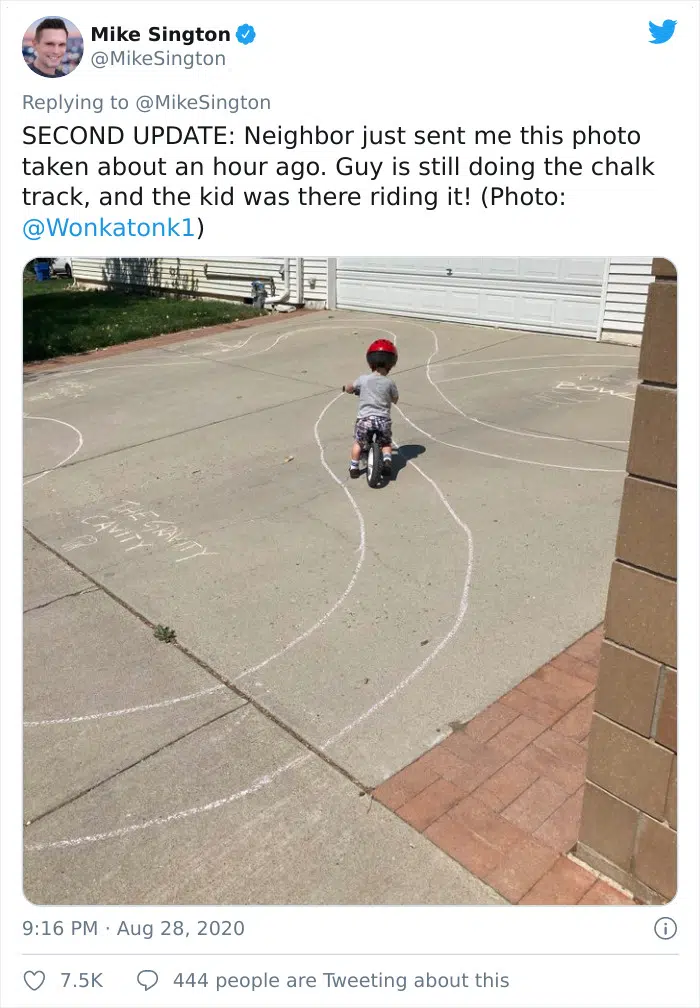 Mike Sington
@MikeSington
Replying to @MikeSington
SECOND UPDATE: Neighbor just sent me this photo
taken about an hour ago. Guy is still doing the chalk
track, and the kid was there riding it! (Photo:
@Wonkatonk1)
THE GRAVITY
CAVITY
9:16 PM · Aug 28, 2020
7.5K
444 people are Tweeting about this